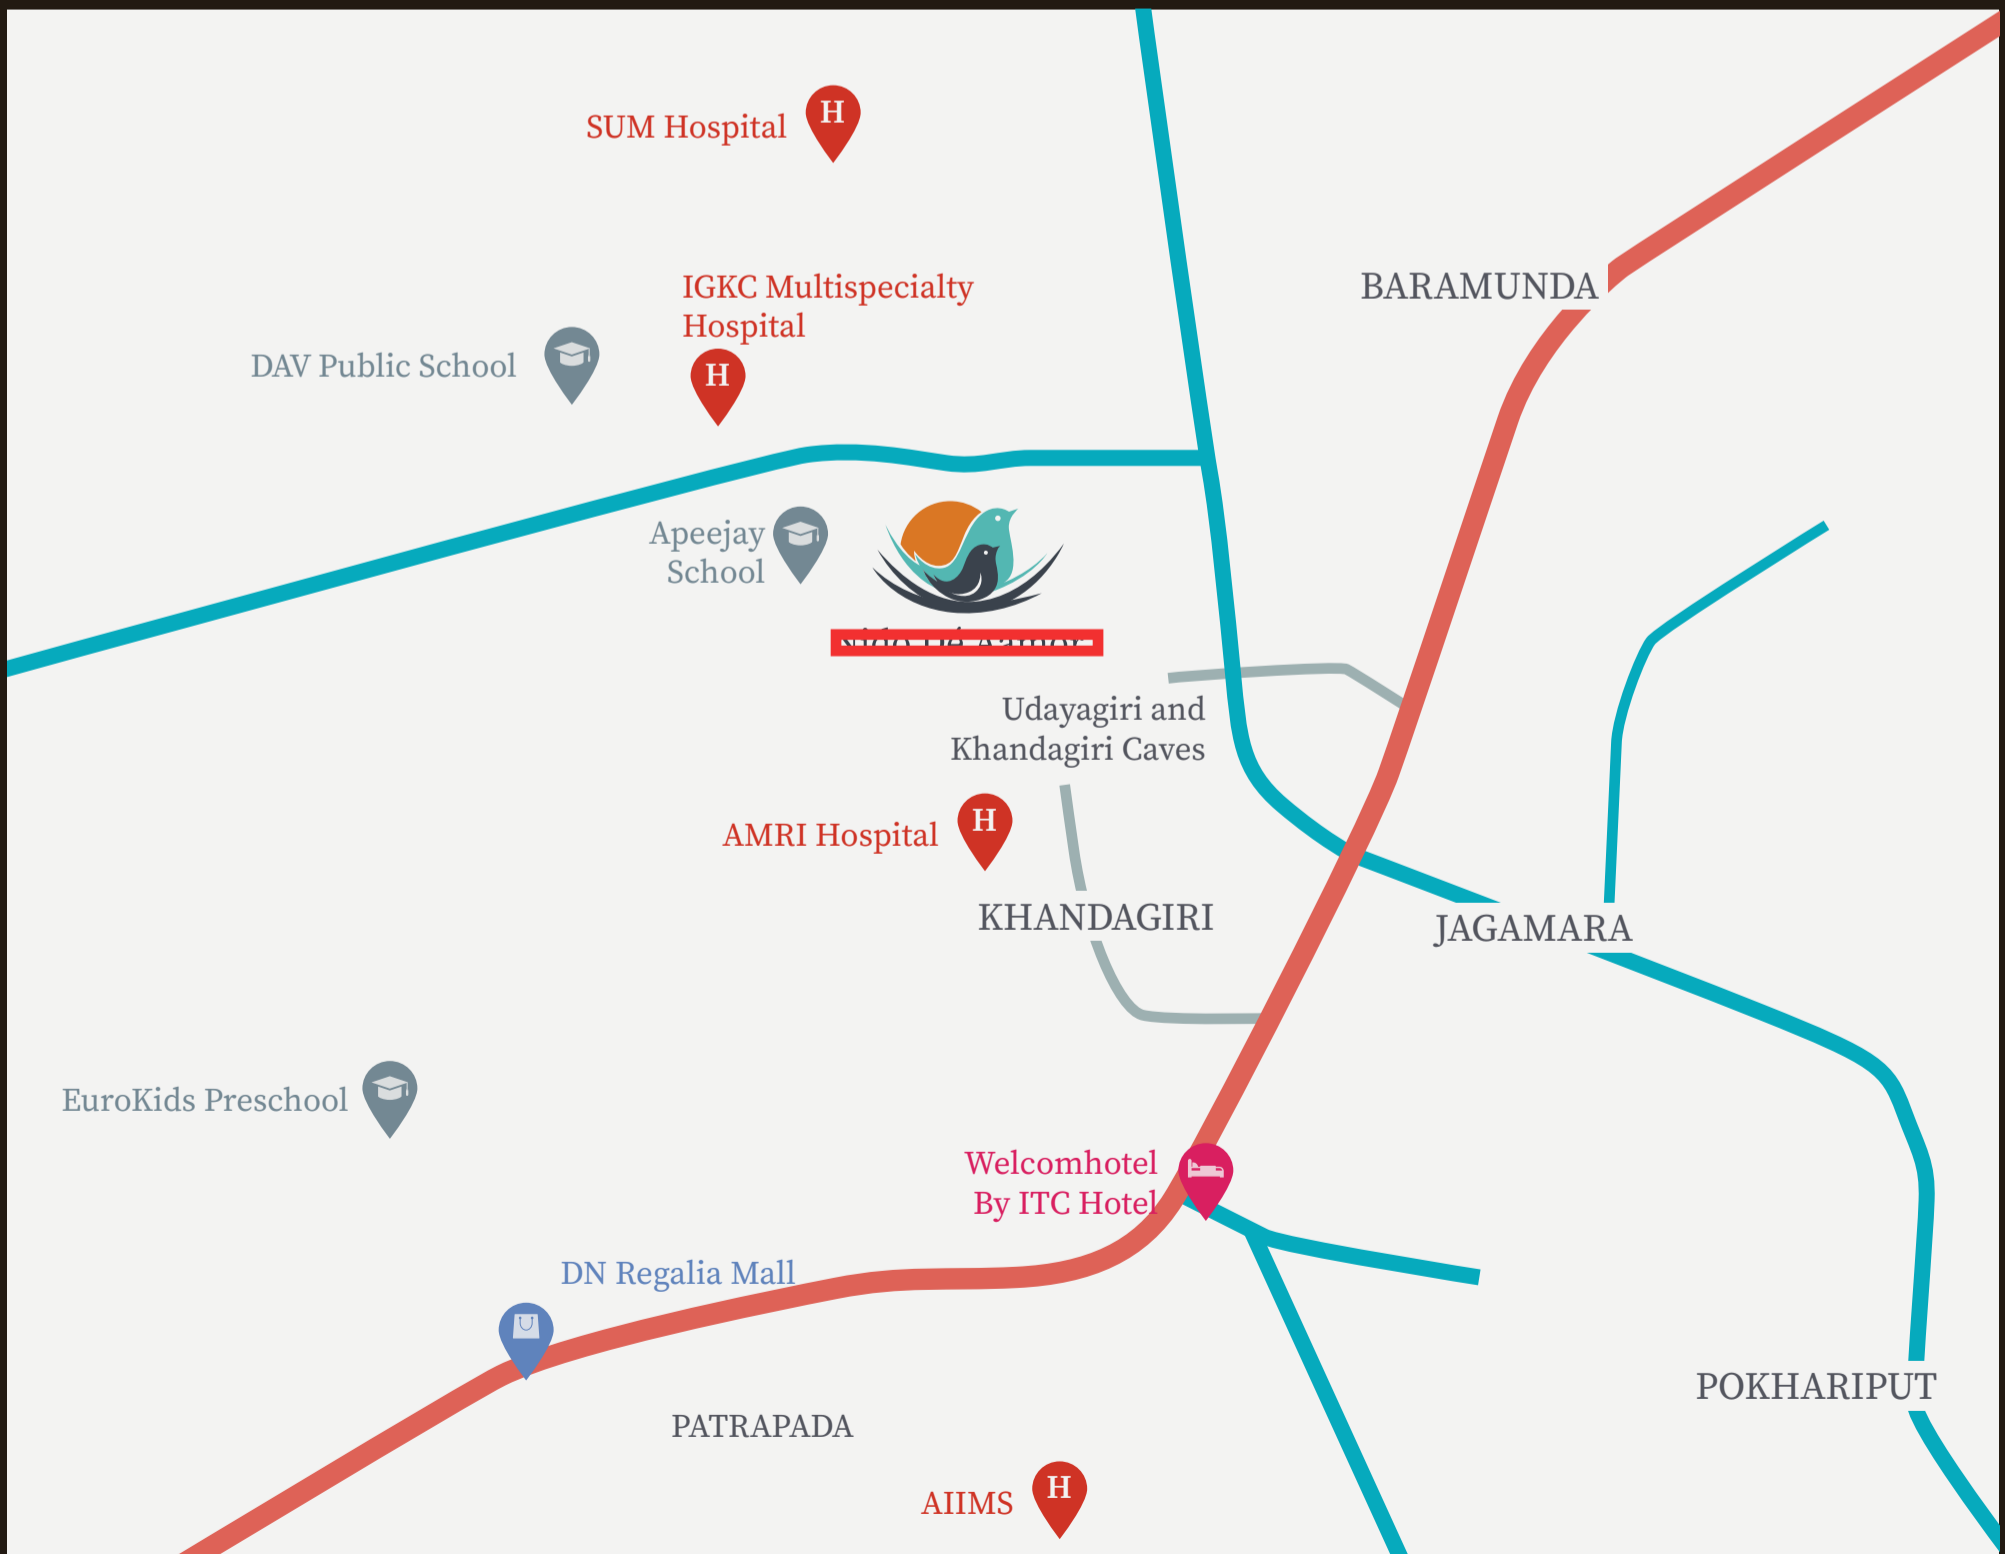 SUM Hospital
H
BARAMUNDA
IGKC Multispecialty
Hospital
H
DAV Public School
Apeejay
School
Udayagiri and
Khandagiri Caves
AMRI Hospital
H
KHANDAGIRI
JAGAMARA
EuroKids Preschool
Welcomhotel
By ITC Hotel
DN Regalia Mall
POKHARIPUT
PATRAPADA
AIIMS
H